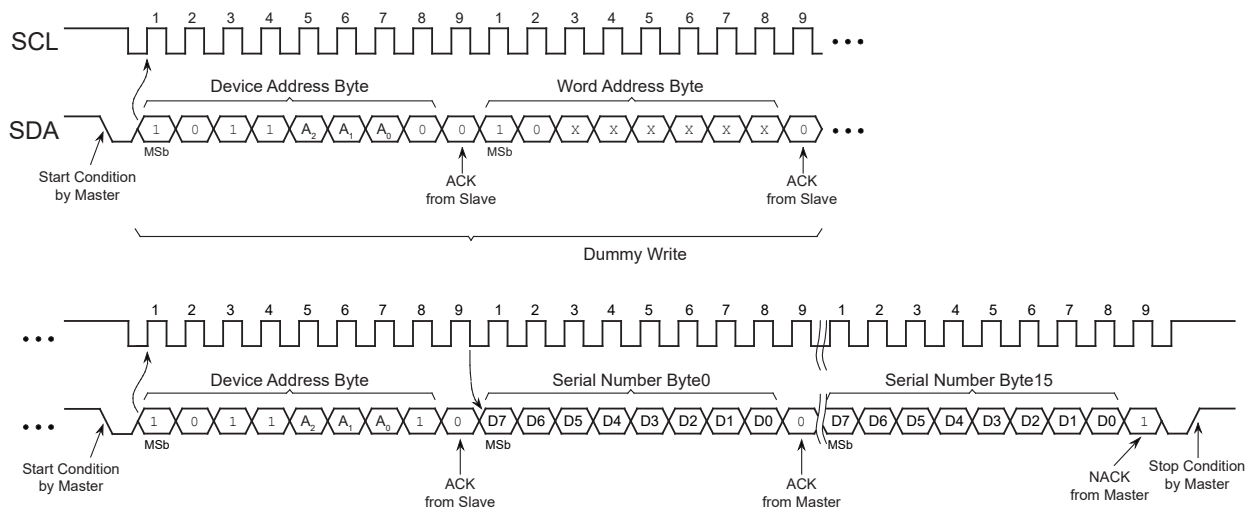 1 2 3 4 5 6 7 8 9 1 2 3 4 5 6 7 8 9
SCL
•••
Device Address Byte
Word Address Byte
SDA
1 0 1 1 A2 A1 A0 0 0 1 0 X X X X X X 0
•••
MSb
MSb
Start Condition
by Master
ACK
from Slave
ACK
from Slave
Dummy Write
1 2 3 4 5 6 7 8 9 1 2 3 4 5 6 7 8 9 1 2 3 4 5 6 7 8 9
•••
Device Address Byte
Serial Number Byte0
Serial Number Byte15
•••
1 0 1 1 A2 A1 A0 1 0 D7 D6 D5 D4 D3 D2 D1 D0 0 D7 D6 D5 D4 D3 D2 D1 D0 1
MSb
MSb
MSb
Start Condition
by Master
ACK
from Slave
ACK
from Master
NACK
from Master
Stop Condition
by Master